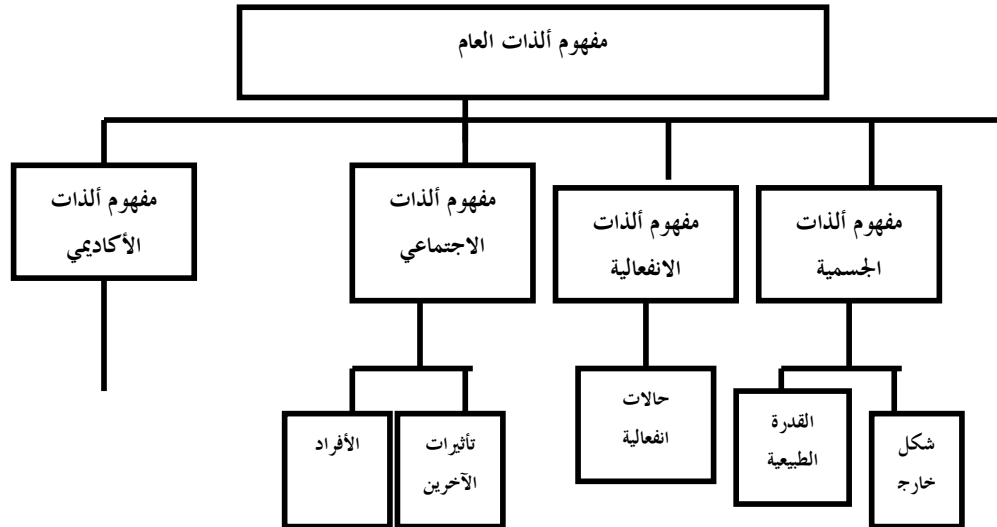 مفهوم ألذات العام
مفهوم ألذات
الجسمية
مفهوم ألذات
الانفعالية
مفهوم ألذات
الاجتماعي
مفهوم ألذات
الأكاديمي
شكل
خارج
القدرة
الطبيعية
حالات
انفعالية
تأثيرات
الآخرين
الأفراد